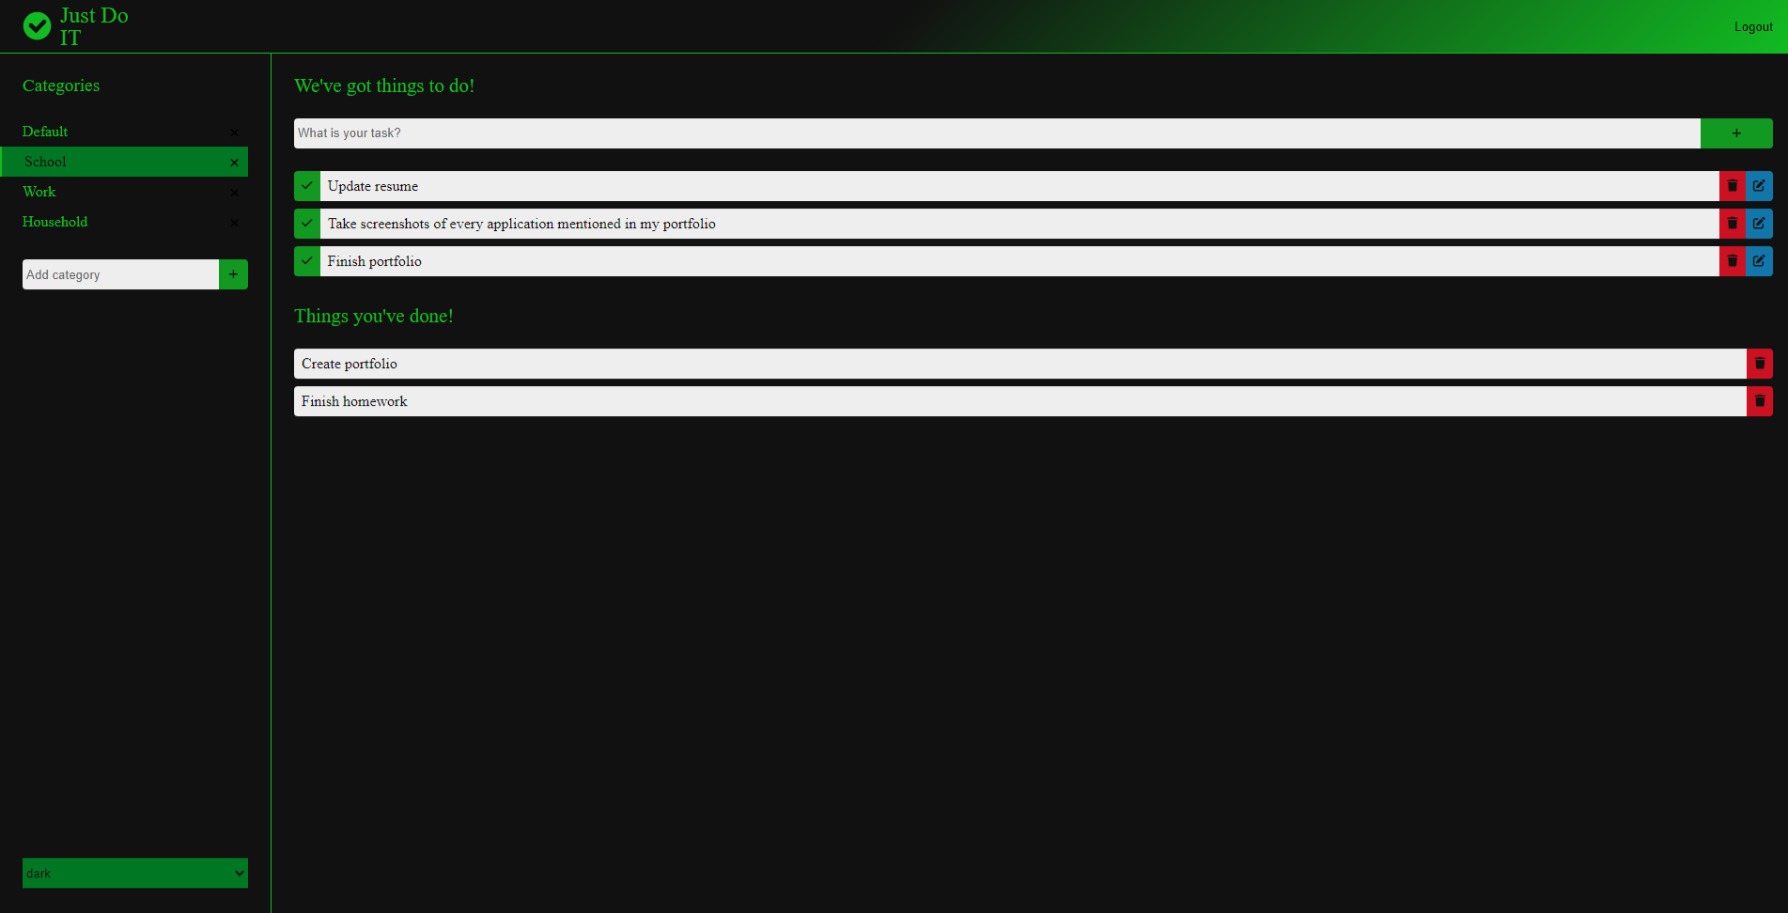 Just Do
IT
Logout
Categories
Default
School
Work
Household
Add category
dark
We've got things to do!
What is your task?
Update resume
Take screenshots of every application mentioned in my portfolio
Finish portfolio
Things you've done!
Create portfolio
Finish homework